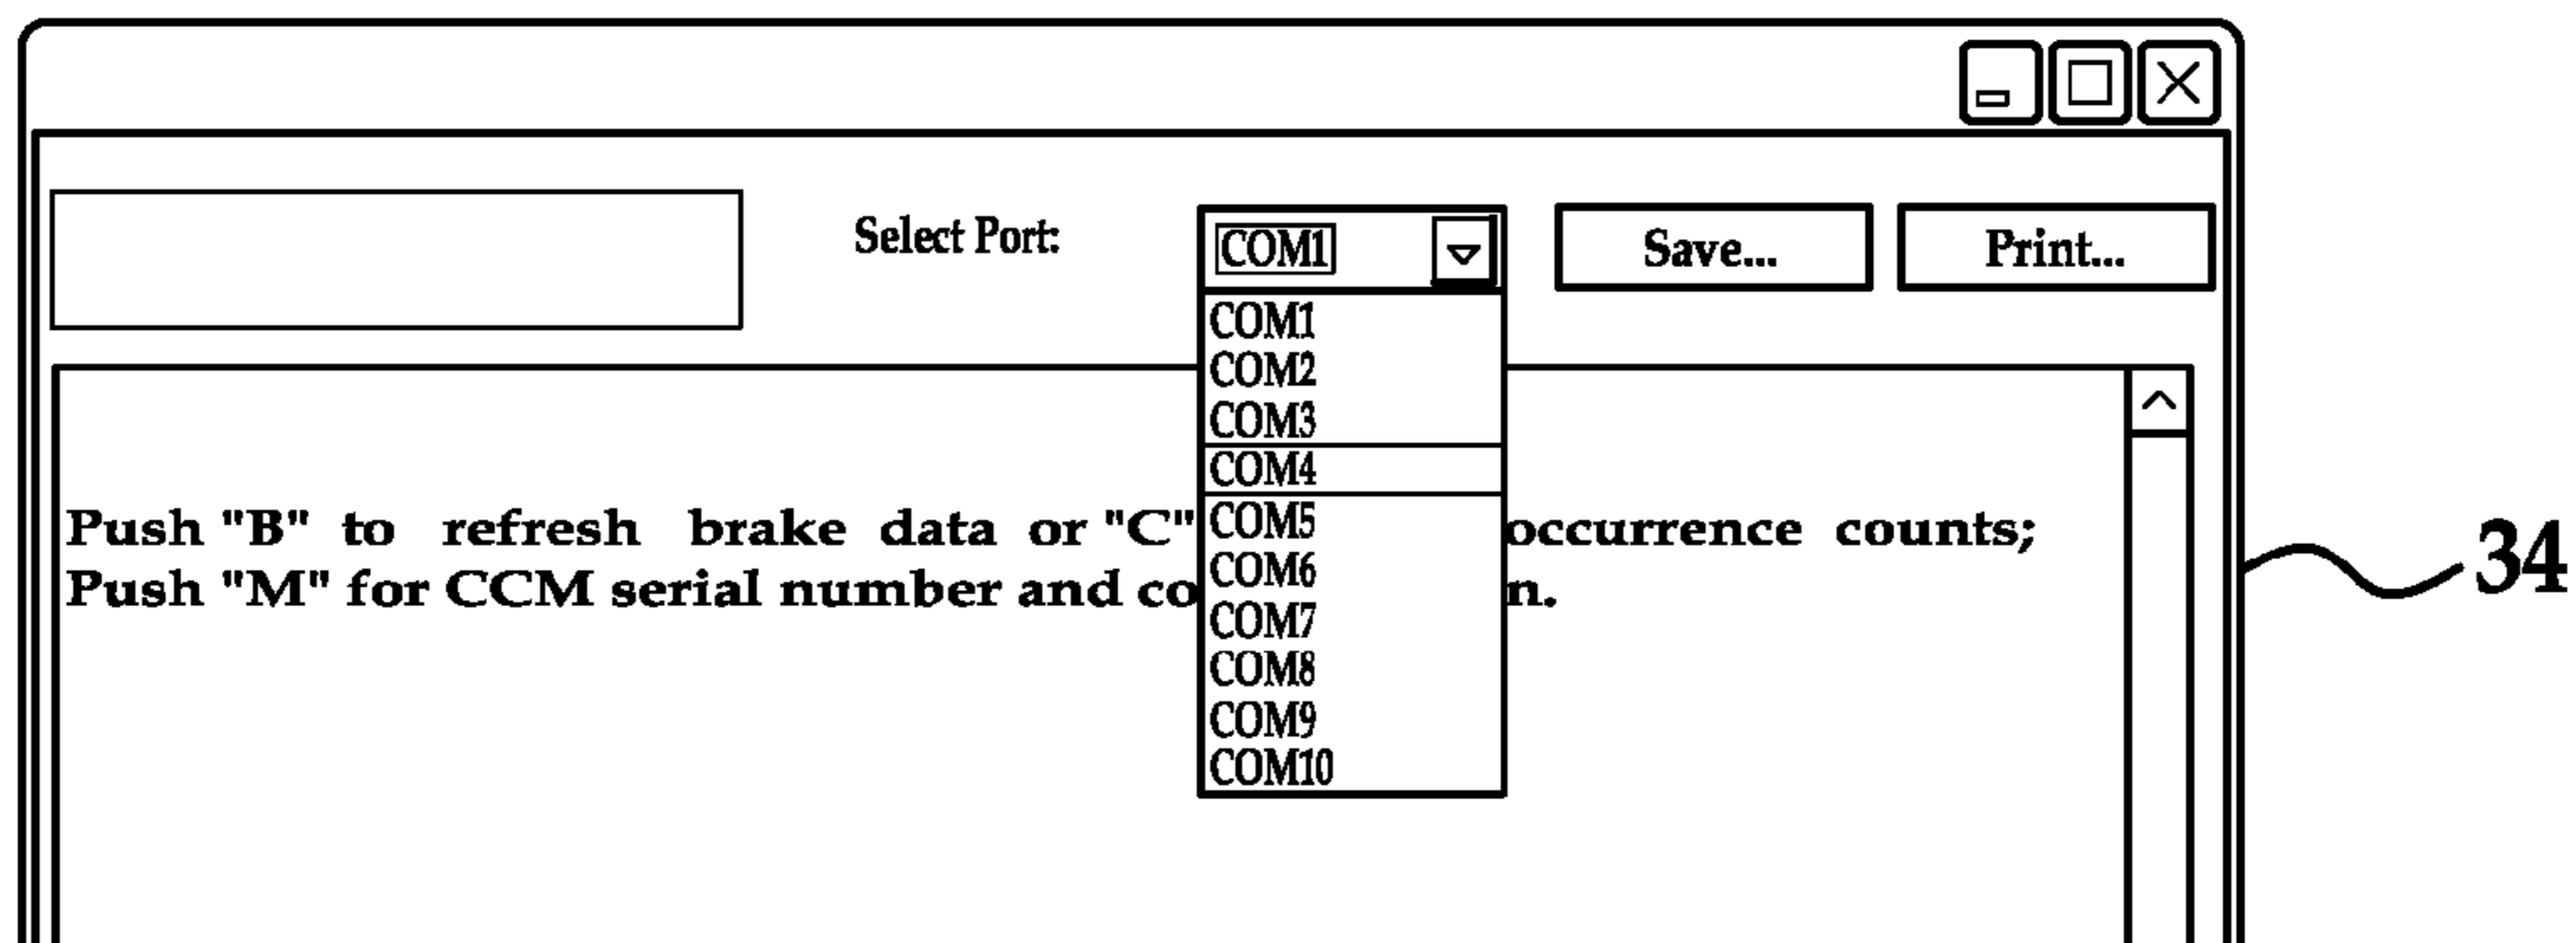 Select Port:
COM1
Save...
Print...
COM1
COM2
COM3
COM4
COM5
COM6
COM7
COM8
COM9
COM10
Push "B" to refresh brake data or "C" occurrence counts;
Push "M" for CCM serial number and
34